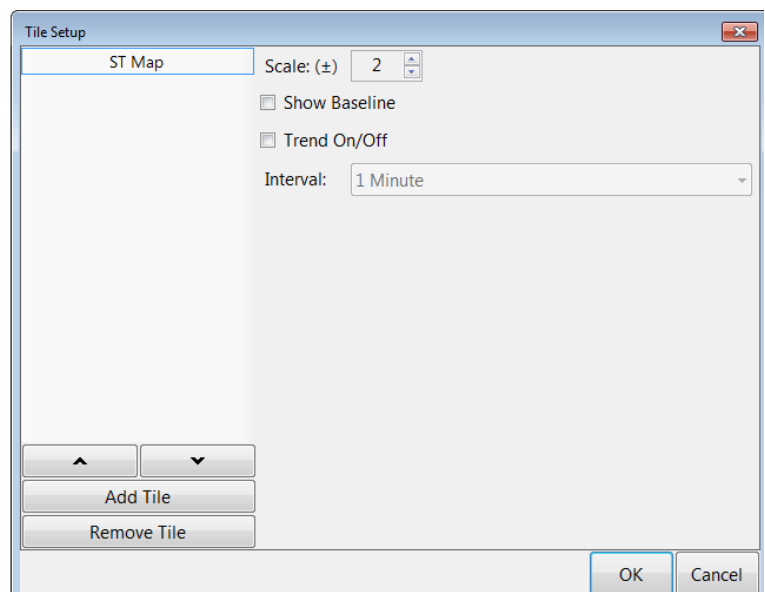 Tile Setup
ST Map
Scale: (±) 2
Show Baseline
Trend On/Off
Interval: 1 Minute
Add Tile
Remove Tile
OK Cancel